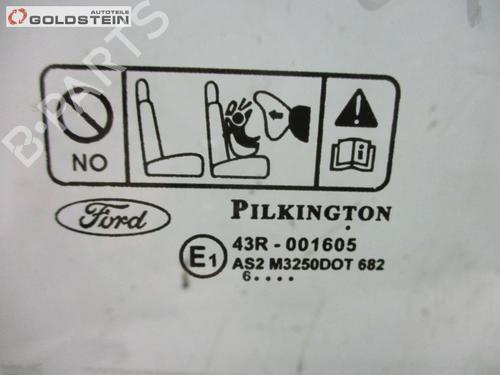 AUTOTEILE
GOLDSTEIN
B-PARTS
NO
Ford
PILKINGTON
E1
43R - 001605
AS2 M3250DOT 682
6....